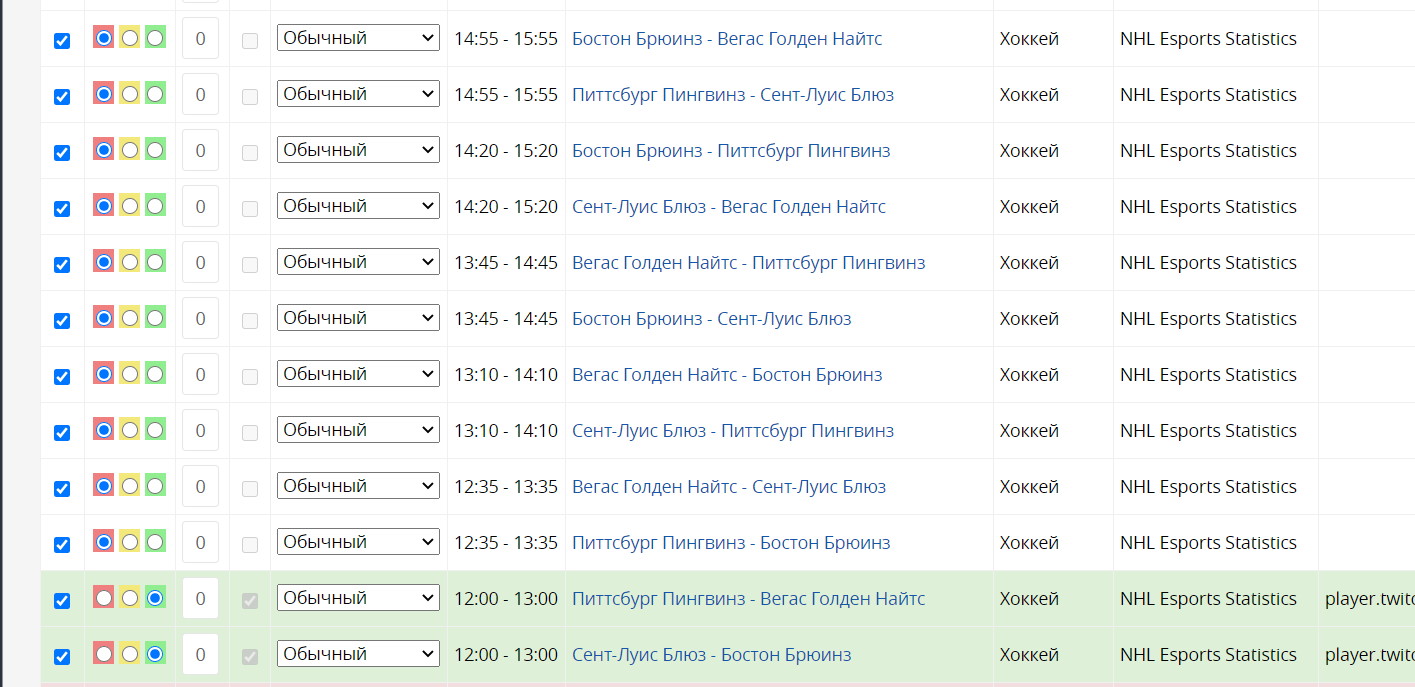 0 Обычный 14:55 - 15:55 Бостон Брюинз - Вегас Голден Найтс Хоккей NHL Esports Statistics
0 Обычный 14:55 - 15:55 Питтсбург Пингвинз - Сент-Луис Блюз Хоккей NHL Esports Statistics
0 Обычный 14:20 - 15:20 Бостон Брюинз - Питтсбург Пингвинз Хоккей NHL Esports Statistics
0 Обычный 14:20 - 15:20 Сент-Луис Блюз - Вегас Голден Найтс Хоккей NHL Esports Statistics
0 Обычный 13:45 - 14:45 Вегас Голден Найтс - Питтсбург Пингвинз Хоккей NHL Esports Statistics
0 Обычный 13:45 - 14:45 Бостон Брюинз - Сент-Луис Блюз Хоккей NHL Esports Statistics
0 Обычный 13:10 - 14:10 Вегас Голден Найтс - Бостон Брюинз Хоккей NHL Esports Statistics
0 Обычный 13:10 - 14:10 Сент-Луис Блюз - Питтсбург Пингвинз Хоккей NHL Esports Statistics
0 Обычный 12:35 - 13:35 Вегас Голден Найтс - Сент-Луис Блюз Хоккей NHL Esports Statistics
0 Обычный 12:35 - 13:35 Питтсбург Пингвинз - Бостон Брюинз Хоккей NHL Esports Statistics
0 Обычный 12:00 - 13:00 Питтсбург Пингвинз - Вегас Голден Найтс Хоккей NHL Esports Statistics player.twitc
0 Обычный 12:00 - 13:00 Сент-Луис Блюз - Бостон Брюинз Хоккей NHL Esports Statistics player.twitc